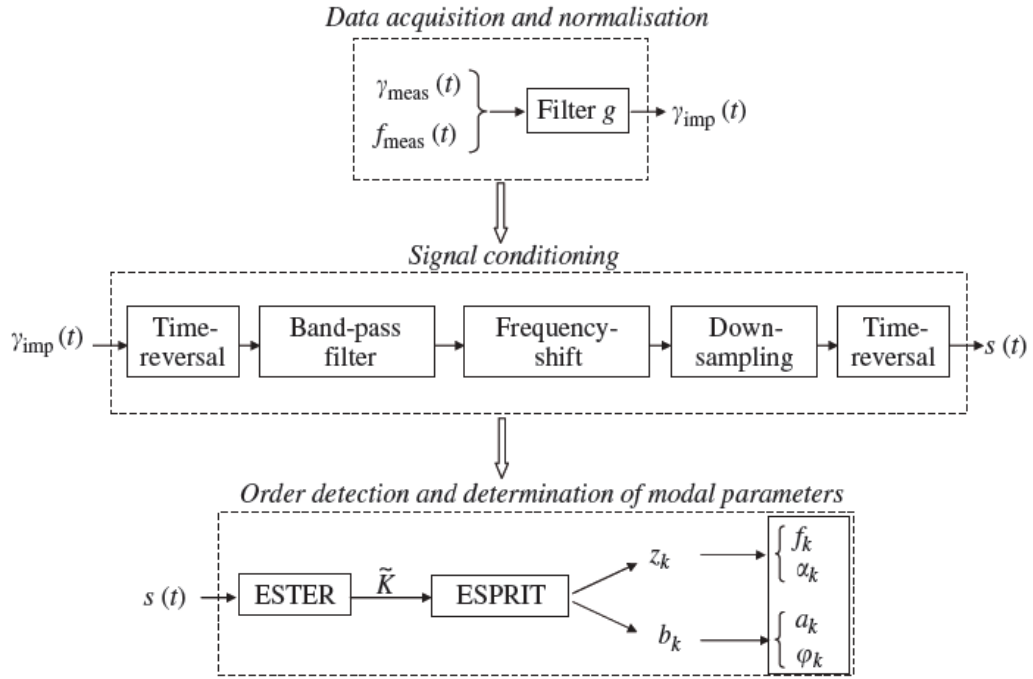 Data acquisition and normalisation
γmeas (t)
fmeas (t)
Filter g
γimp (t)
Signal conditioning
γimp (t)
Time-
reversal
Band-pass
filter
Frequency-
shift
Down-
sampling
Time-
reversal
s (t)
Order detection and determination of modal parameters
s (t)
ESTER
K̃
ESPRIT
zk
bk
fk
αk
ak
φk